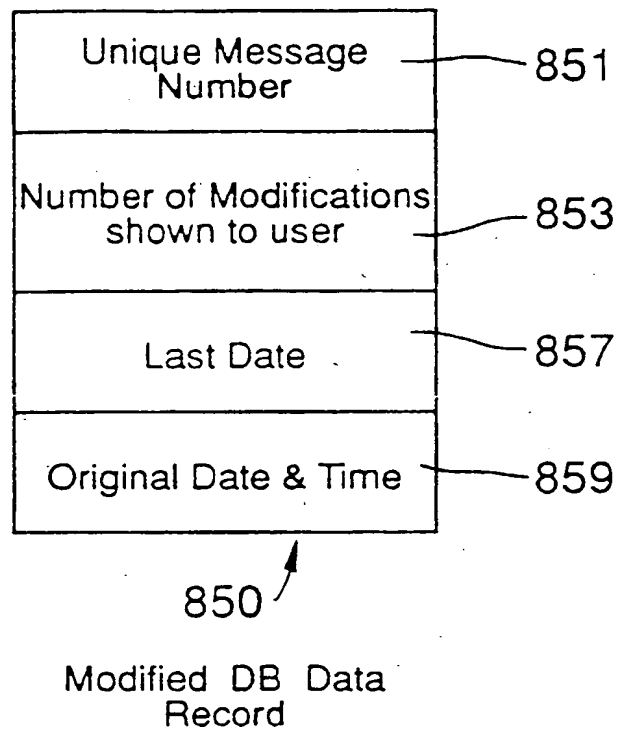 Unique Message
Number
851
Number of Modifications
shown to user
853
Last Date
857
Original Date & Time
859
850
Modified DB Data
Record